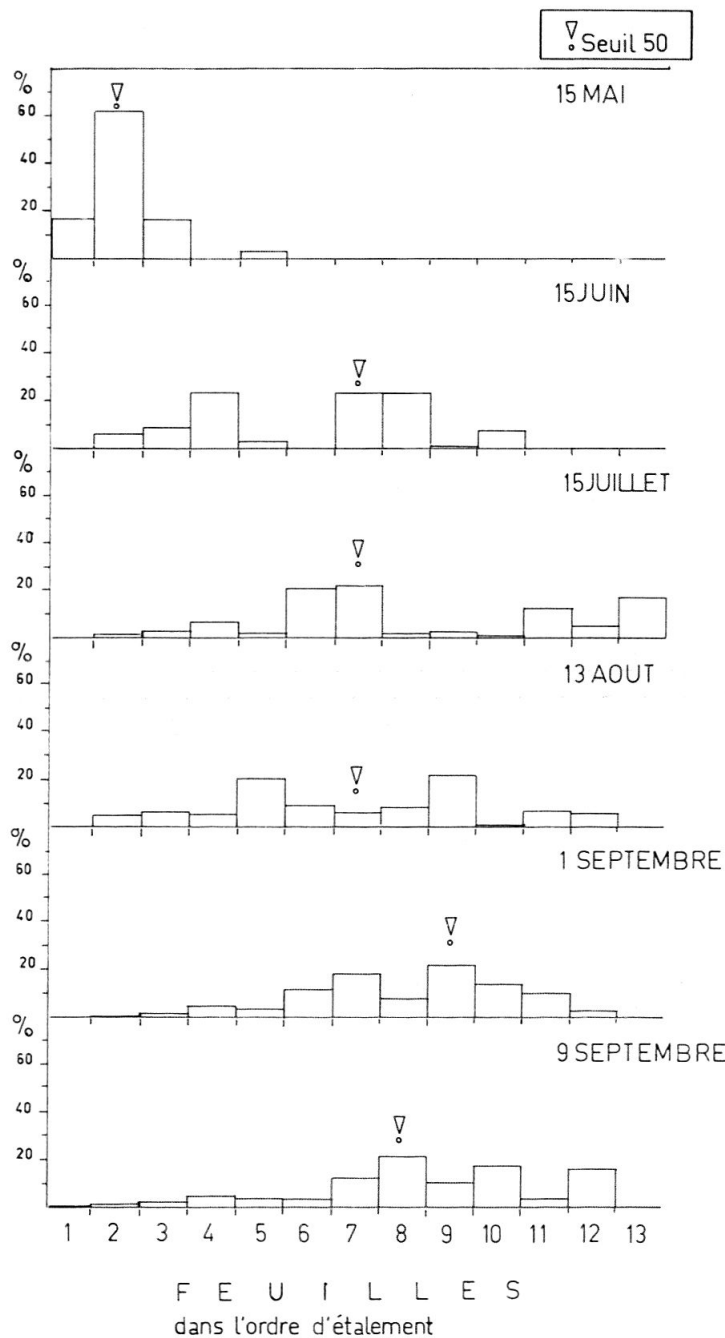 Seuil 50
%
60
40
20
15 MAI
%
60
40
20
15 JUIN
%
60
40
20
15 JUILLET
%
60
40
20
13 AOUT
%
60
40
20
1 SEPTEMBRE
%
60
40
20
9 SEPTEMBRE
1 2 3 4 5 6 7 8 9 10 11 12 13
FEUILLES
dans l'ordre d'étalement